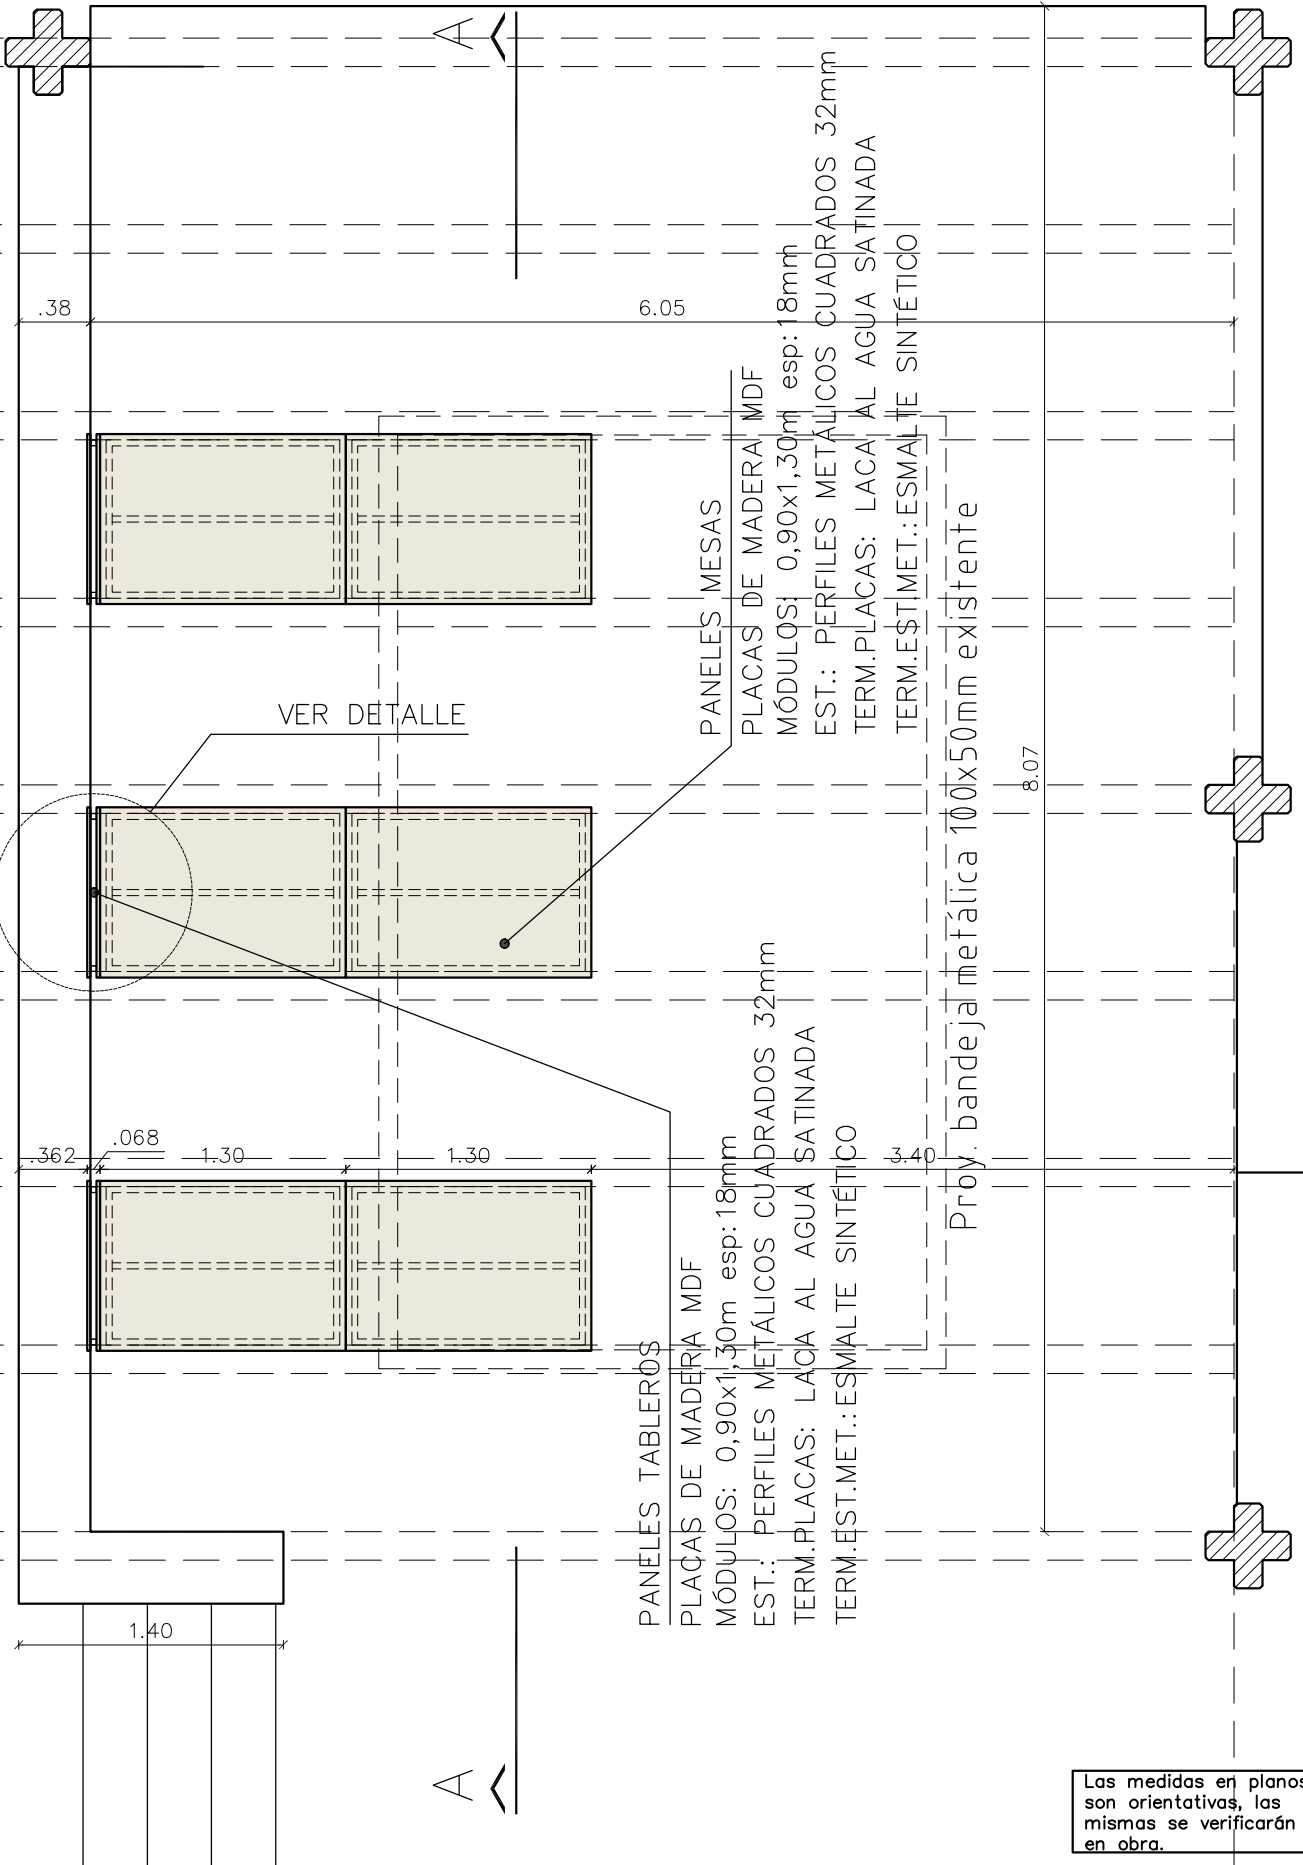 A
.38
6.05
PANELES MESAS
PLACAS DE MADERA MDF
MÓDULOS: 0,90x1,30m esp:18mm
EST.: PERFILES METÁLICOS CUADRADOS 32mm
TERM.PLACAS: LACA AL AGUA SATINADA
TERM.EST.MET.:ESMALTE SINTÉTICO
VER DETALLE
Proy. bandeja metálica 100x50mm existente
8.07
.362
.068
1.30
1.30
3.40
PANELES TABLEROS
PLACAS DE MADERA MDF
MÓDULOS: 0,90x1,30m esp:18mm
EST.: PERFILES METÁLICOS CUADRADOS 32mm
TERM.PLACAS: LACA AL AGUA SATINADA
TERM.EST.MET.:ESMALTE SINTÉTICO
1.40
A
Las medidas en planos
son orientativas, las
mismas se verificarán
en obra.